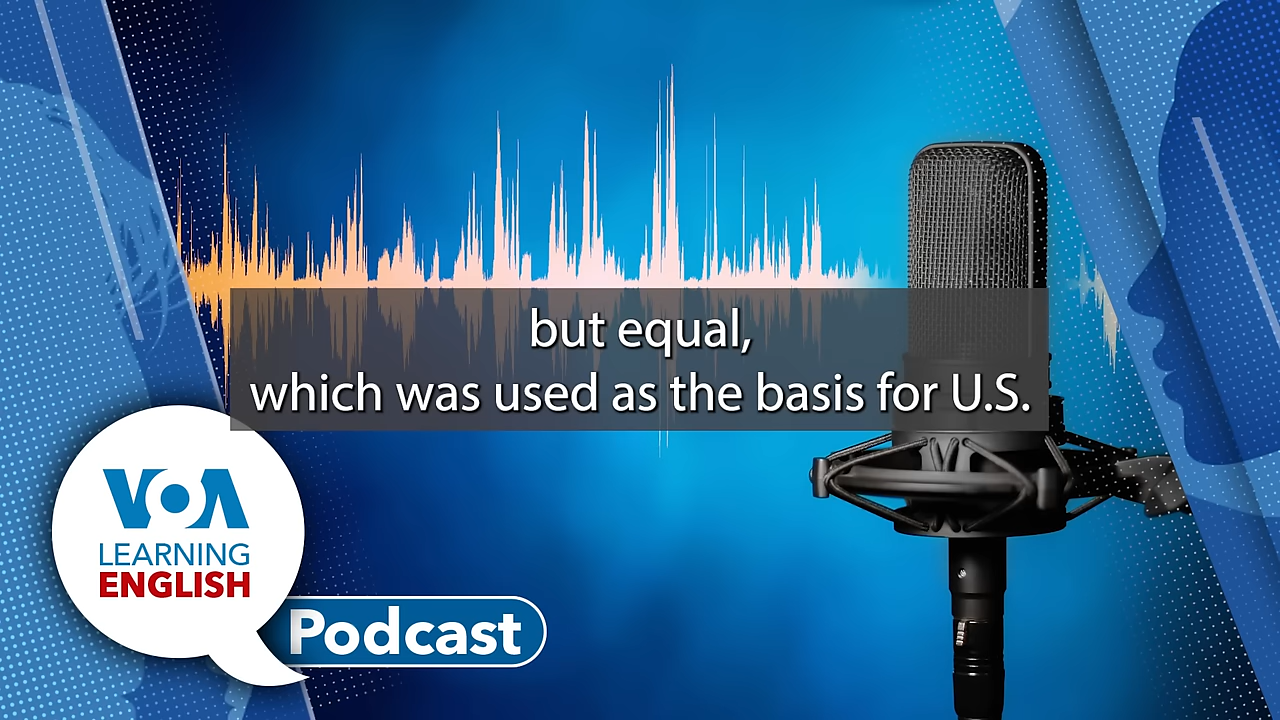 but equal,
which was used as the basis for U.S.
VOA
LEARNING
ENGLISH
Podcast